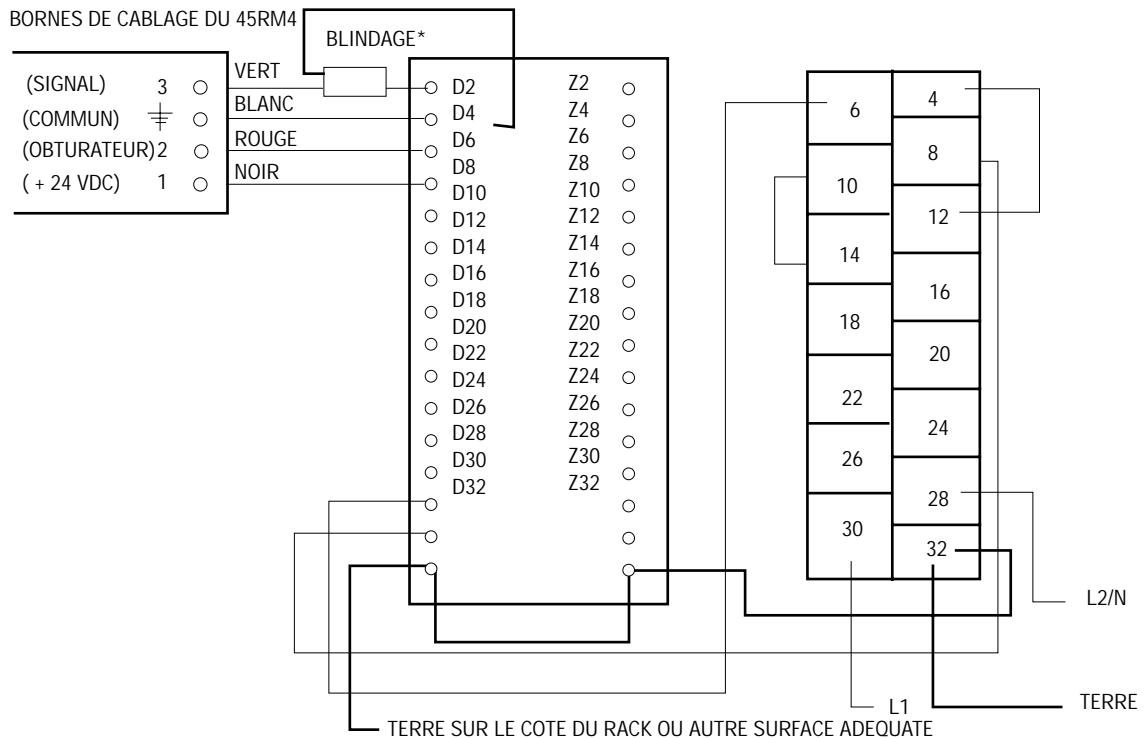 BORNES DE CABLAGE DU 45RM4
BLINDAGE*
(SIGNAL) 3
VERT
(COMMUN)
BLANC
(OBTURATEUR) 2
ROUGE
( + 24 VDC) 1
NOIR
D2 Z2
D4 Z4
D6 Z6
D8 Z8
D10 Z10
D12 Z12
D14 Z14
D16 Z16
D18 Z18
D20 Z20
D22 Z22
D24 Z24
D26 Z26
D28 Z28
D30 Z30
D32 Z32
4
6
8
10
12
14
16
18
20
22
24
26
28
30
32
L2/N
L1
TERRE
TERRE SUR LE COTE DU RACK OU AUTRE SURFACE ADEQUATE